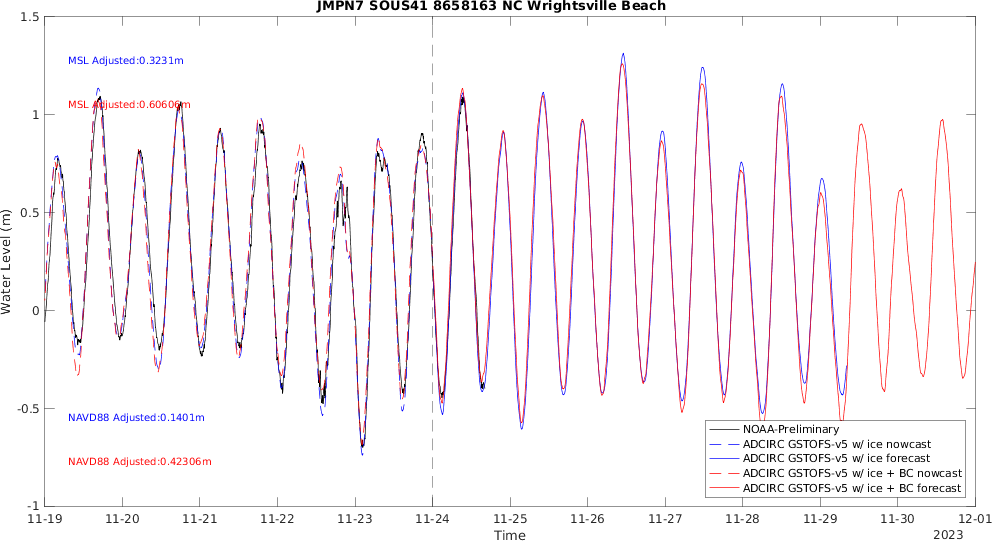 JMPN7 SOUS41 8658163 NC Wrightsville Beach
1.5
1
0.5
0
-0.5
-1
Water Level (m)
MSL Adjusted:0.3231m
MSL Adjusted:0.60606m
NAVD88 Adjusted:0.1401m
NAVD88 Adjusted:0.42306m
NOAA-Preliminary
ADCIRC GSTOFS-v5 w/ ice nowcast
ADCIRC GSTOFS-v5 w/ ice forecast
ADCIRC GSTOFS-v5 w/ ice + BC nowcast
ADCIRC GSTOFS-v5 w/ ice + BC forecast
11-19 11-20 11-21 11-22 11-23 11-24 11-25 11-26 11-27 11-28 11-29 11-30 12-01
Time
2023